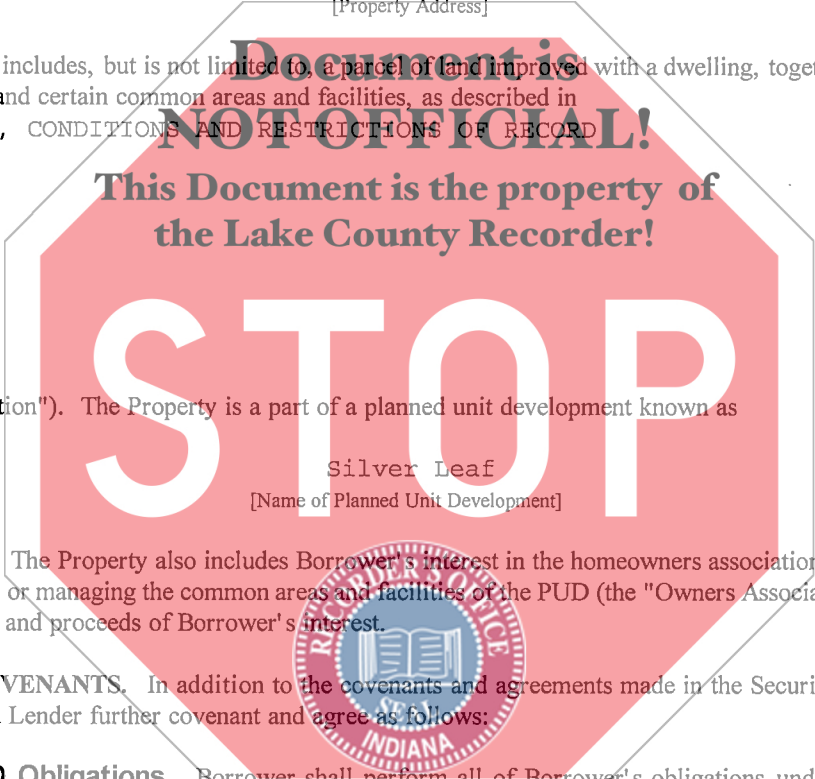 [Property Address]
includes, but is not limited to, a parcel of land improved with a dwelling, toget
Document is
and certain common areas and facilities, as described in
, CONDITIONS AND RESTRICTIONS OF RECORD
NOT OFFICIAL!
This Document is the property of
the Lake County Recorder!
STOP
tion"). The Property is a part of a planned unit development known as
Silver Leaf
[Name of Planned Unit Development]
The Property also includes Borrower's interest in the homeowners association
or managing the common areas and facilities of the PUD (the "Owners Associa
and proceeds of Borrower's interest.
RECORDER'S OFFICE
SEAL
INDIANA
VENANTS. In addition to the covenants and agreements made in the Securi
Lender further covenant and agree as follows:
Obligations. Borrower shall perform all of Borrower's obligations und